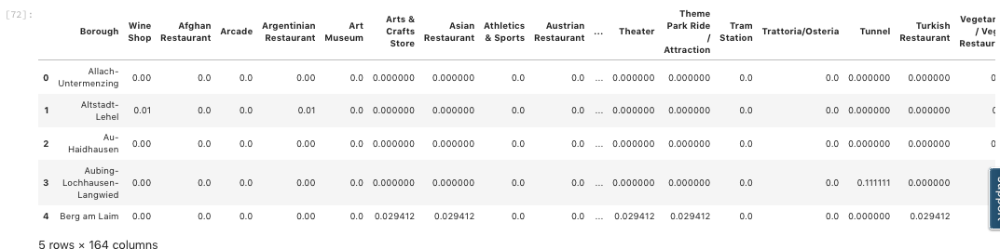 [72]:
Borough Wine Shop Afghan Restaurant Arcade Argentinian Restaurant Art Museum Arts & Crafts Store Asian Restaurant Athletics & Sports Austrian Restaurant ... Theater Theme Park Ride / Attraction Tram Station Trattoria/Osteria Tunnel Turkish Restaurant
0 Allach-Untermenzing 0.00 0.0 0.0 0.00 0.0 0.000000 0.000000 0.0 0.0 ... 0.000000 0.000000 0.0 0.0 0.000000 0.000000
1 Altstadt-Lehel 0.01 0.0 0.0 0.01 0.0 0.000000 0.000000 0.0 0.0 ... 0.000000 0.000000 0.0 0.0 0.000000 0.000000
2 Au-Haidhausen 0.00 0.0 0.0 0.00 0.0 0.000000 0.000000 0.0 0.0 ... 0.000000 0.000000 0.0 0.0 0.000000 0.000000
3 Aubing-Lochhausen-Langwied 0.00 0.0 0.0 0.00 0.0 0.000000 0.000000 0.0 0.0 ... 0.000000 0.000000 0.0 0.0 0.111111 0.000000
4 Berg am Laim 0.00 0.0 0.0 0.00 0.0 0.029412 0.029412 0.0 0.0 ... 0.029412 0.029412 0.0 0.0 0.000000 0.029412
5 rows × 164 columns